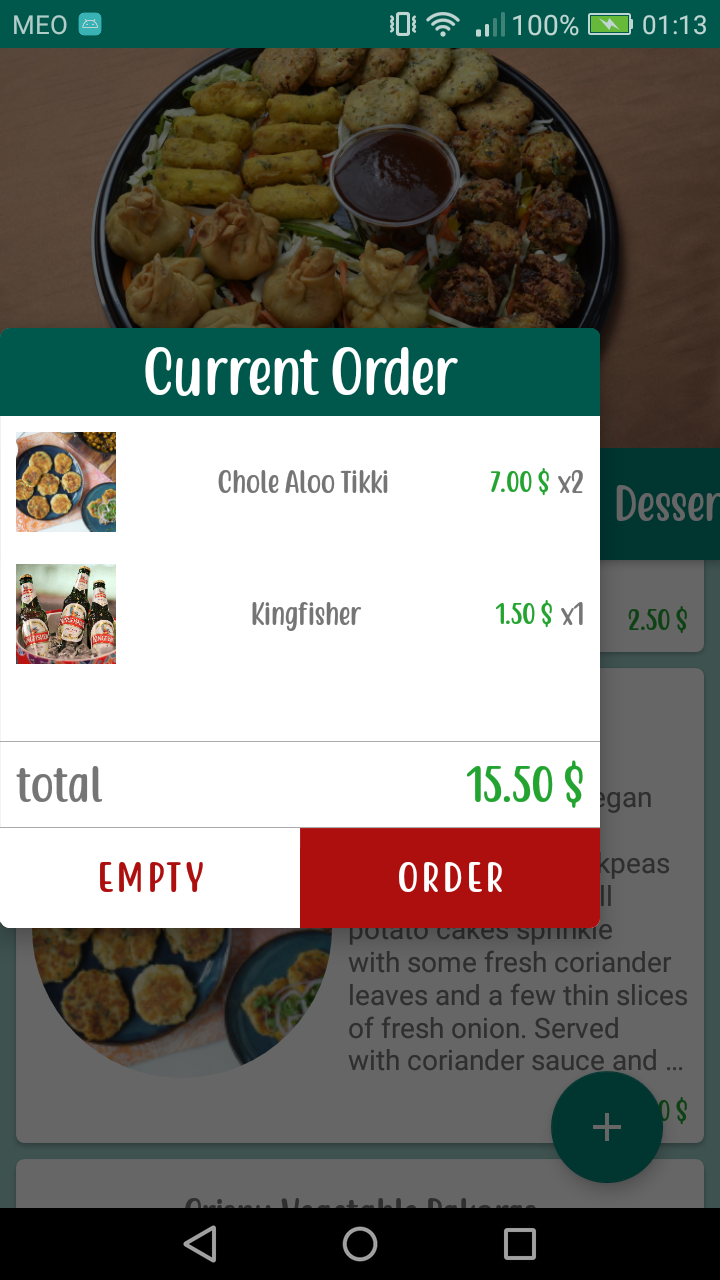 MEO 100% 01:13
Current Order
Chole Aloo Tikki 7.00 $ x2
Desser
Kingfisher 1.50 $ x1
2.50 $
total 15.50 $
egan
kpeas
EMPTY ORDER
ll
potato cakes sprinkle
with some fresh coriander
leaves and a few thin slices
of fresh onion. Served
with coriander sauce and ...
0 $
+
Crispy Vegetable Pakoras